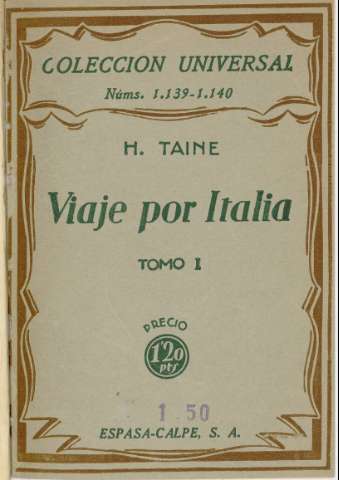 COLECCION UNIVERSAL
Núms. 1.139-1.140
H. TAINE
Viaje por Italia
TOMO I
PRECIO
1'20
pts
1 50
ESPASA-CALPE, S. A.